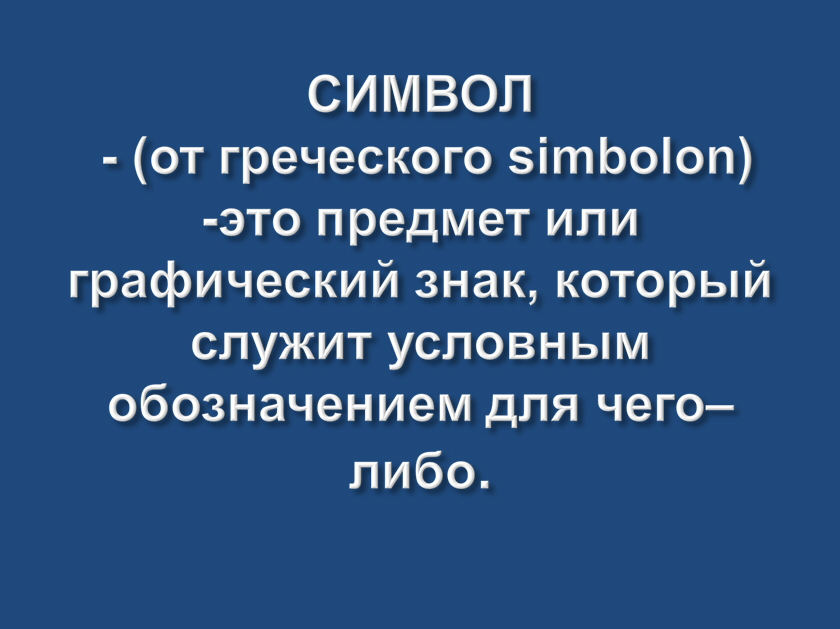 СИМВОЛ
- (от греческого simbolon)
-это предмет или
графический знак, который
служит условным
обозначением для чего–
либо.